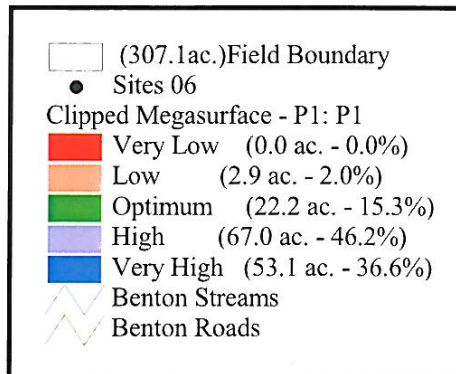 (307.1ac.)Field Boundary
Sites 06
Clipped Megasurface - P1: P1
Very Low (0.0 ac. - 0.0%)
Low (2.9 ac. - 2.0%)
Optimum (22.2 ac. - 15.3%)
High (67.0 ac. - 46.2%)
Very High (53.1 ac. - 36.6%)
Benton Streams
Benton Roads